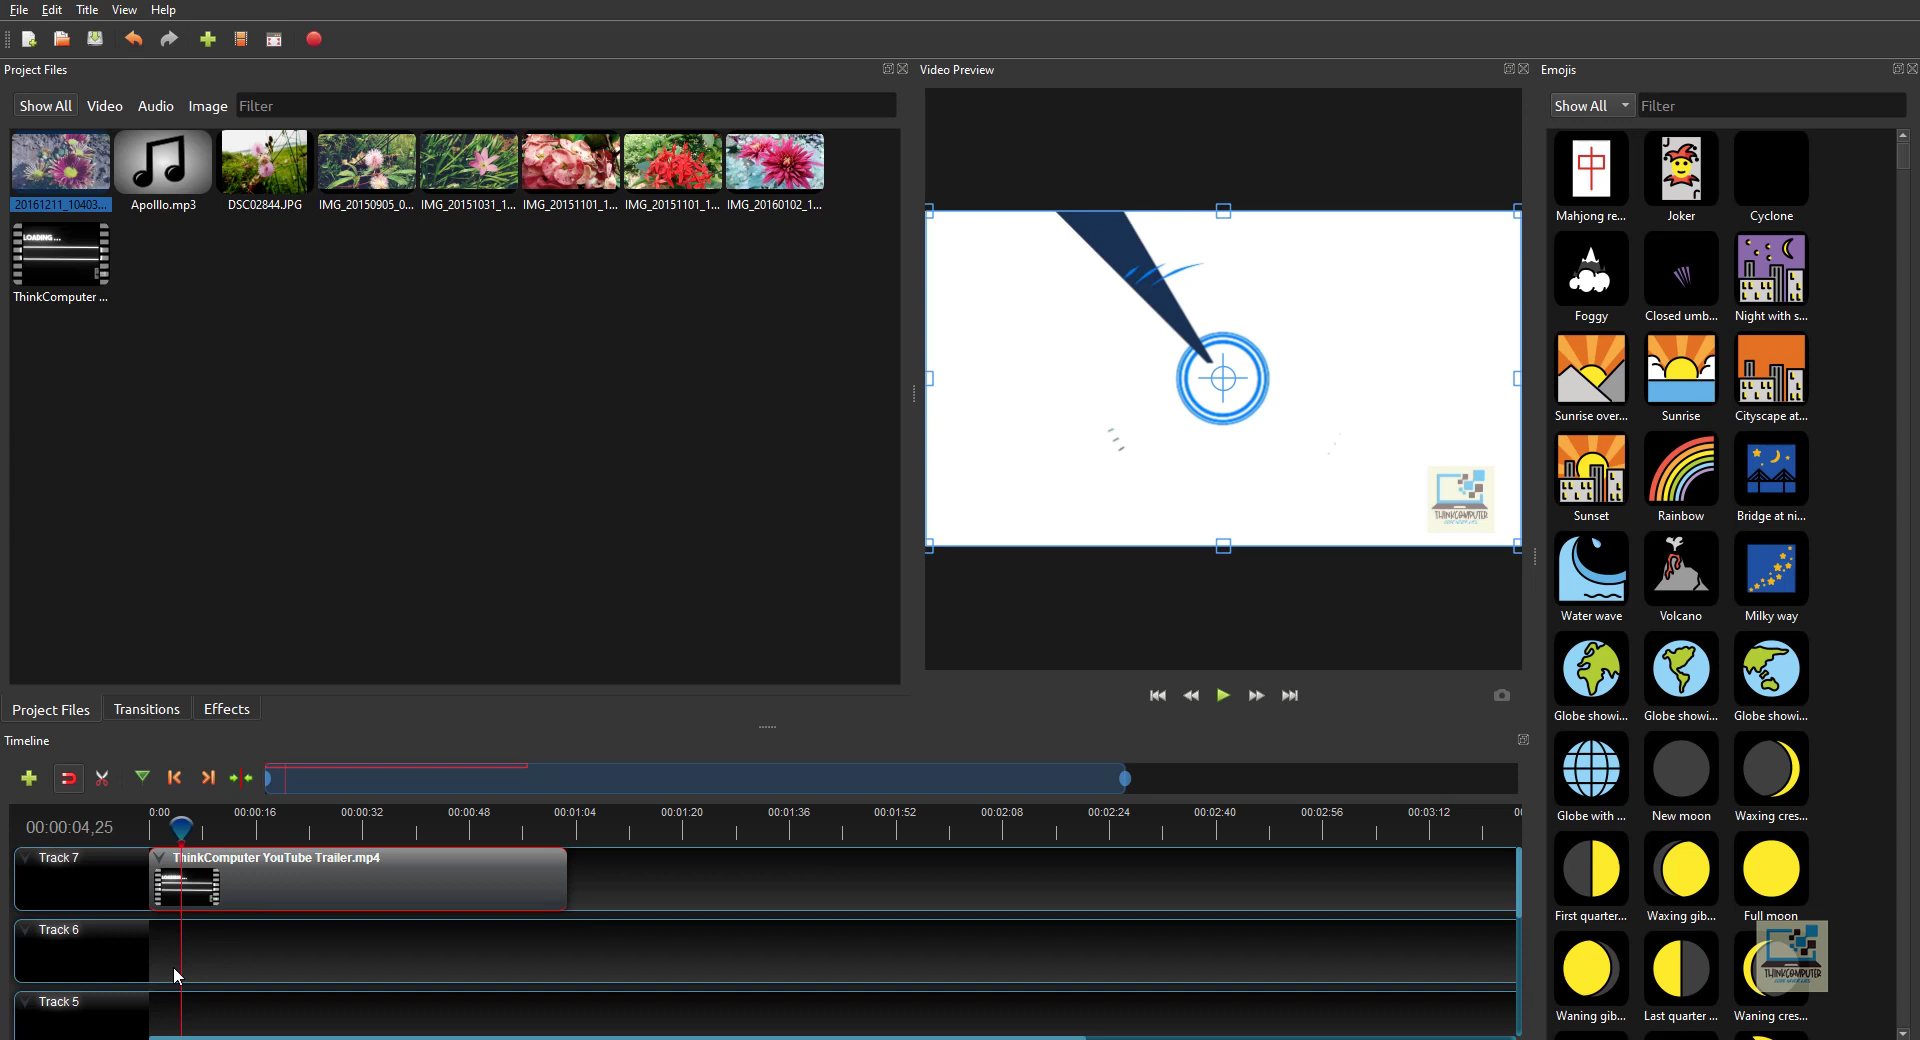 File Edit Title View Help
Project Files
Video Preview
Emojis
Show All Video Audio Image Filter
Show All Filter
20161211_10403... Apolllo.mp3 DSC02844.JPG IMG_20150905_0... IMG_20151031_1... IMG_20151101_1... IMG_20151101_1... IMG_20160102_1...
LOADING ...
ThinkComputer ...
Mahjong re... Joker Cyclone
Foggy Closed umb... Night with s...
Sunrise over... Sunrise Cityscape at...
Sunset Rainbow Bridge at ni...
Water wave Volcano Milky way
Globe showi... Globe showi... Globe showi...
Globe with ... New moon Waxing cres...
First quarter... Waxing gib... Full moon
Waning gib... Last quarter ... Waning cres...
THINKCOMPUTER
Project Files Transitions Effects
Timeline
00:00:04,25
0:00 00:00:16 00:00:32 00:00:48 00:01:04 00:01:20 00:01:36 00:01:52 00:02:08 00:02:24 00:02:40 00:02:56 00:03:12
Track 7
ThinkComputer YouTube Trailer.mp4
Track 6
Track 5
THINKCOMPUTER